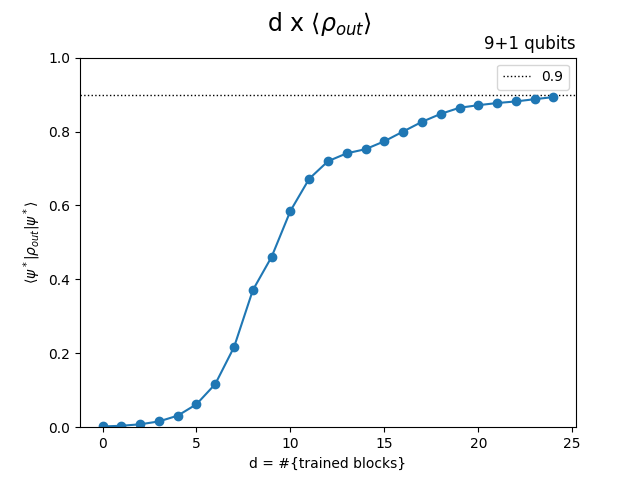 d x ⟨ρ_out⟩
9+1 qubits
1.0
0.8
0.6
0.4
0.2
0.0
⟨ψ*|ρ_out|ψ*⟩
0.9
0 5 10 15 20 25
d = #{trained blocks}